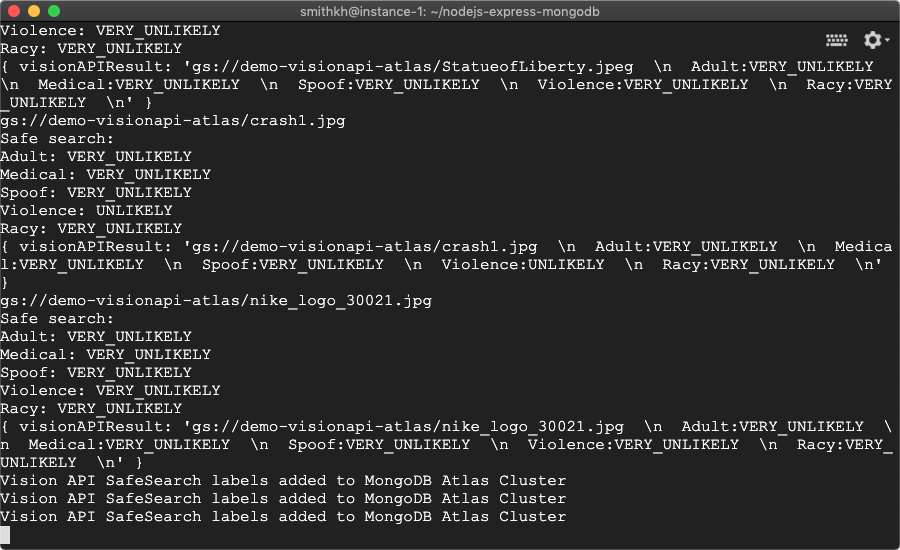 smithkh@instance-1: ~/nodejs-express-mongodb
Violence: VERY_UNLIKELY
Racy: VERY_UNLIKELY
{ visionAPIResult: 'gs://demo-visionapi-atlas/StatueofLiberty.jpeg  \n  Adult:VERY_UNLIKELY
\n  Medical:VERY_UNLIKELY  \n  Spoof:VERY_UNLIKELY  \n  Violence:VERY_UNLIKELY  \n  Racy:VERY
_UNLIKELY  \n' }
gs://demo-visionapi-atlas/crash1.jpg
Safe search:
Adult: VERY_UNLIKELY
Medical: VERY_UNLIKELY
Spoof: VERY_UNLIKELY
Violence: UNLIKELY
Racy: VERY_UNLIKELY
{ visionAPIResult: 'gs://demo-visionapi-atlas/crash1.jpg  \n  Adult:VERY_UNLIKELY  \n  Medica
l:VERY_UNLIKELY  \n  Spoof:VERY_UNLIKELY  \n  Violence:UNLIKELY  \n  Racy:VERY_UNLIKELY  \n'
}
gs://demo-visionapi-atlas/nike_logo_30021.jpg
Safe search:
Adult: VERY_UNLIKELY
Medical: VERY_UNLIKELY
Spoof: VERY_UNLIKELY
Violence: VERY_UNLIKELY
Racy: VERY_UNLIKELY
{ visionAPIResult: 'gs://demo-visionapi-atlas/nike_logo_30021.jpg  \n  Adult:VERY_UNLIKELY  \
n  Medical:VERY_UNLIKELY  \n  Spoof:VERY_UNLIKELY  \n  Violence:VERY_UNLIKELY  \n  Racy:VERY_
UNLIKELY  \n' }
Vision API SafeSearch labels added to MongoDB Atlas Cluster
Vision API SafeSearch labels added to MongoDB Atlas Cluster
Vision API SafeSearch labels added to MongoDB Atlas Cluster